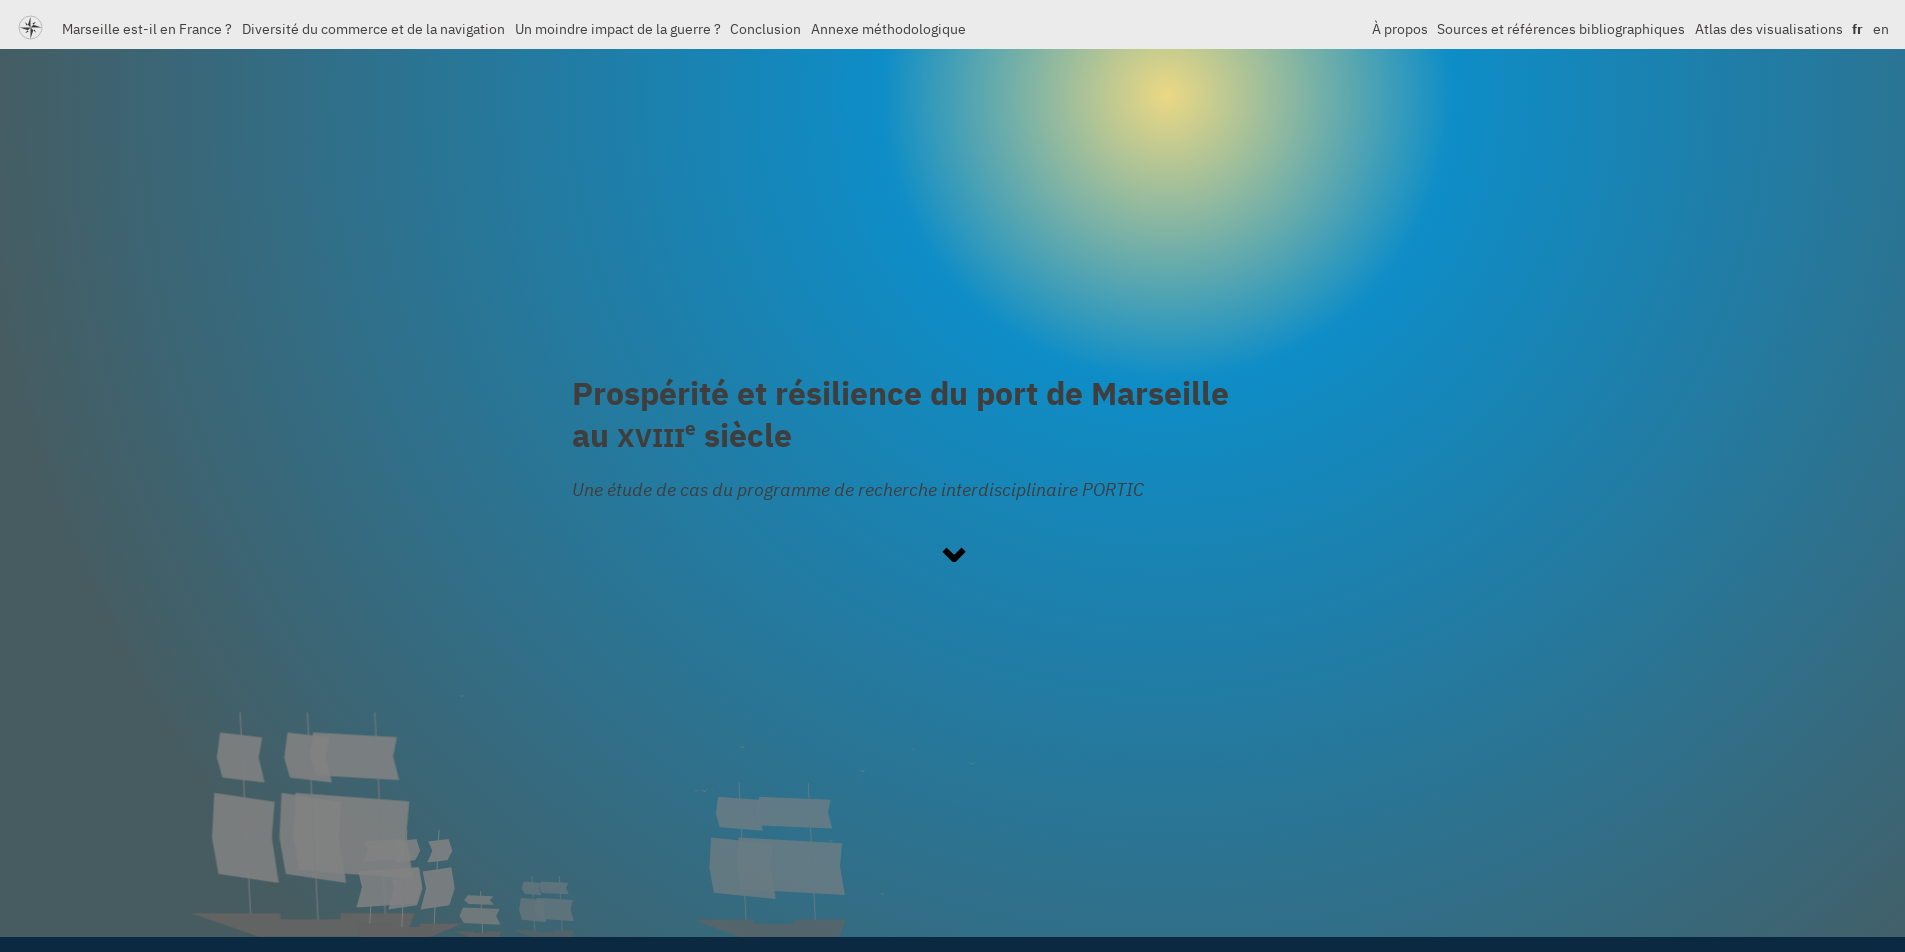 Marseille est-il en France ? Diversité du commerce et de la navigation Un moindre impact de la guerre ? Conclusion Annexe méthodologique À propos Sources et références bibliographiques Atlas des visualisations fr en
Prospérité et résilience du port de Marseille
au XVIIIe siècle
Une étude de cas du programme de recherche interdisciplinaire PORTIC